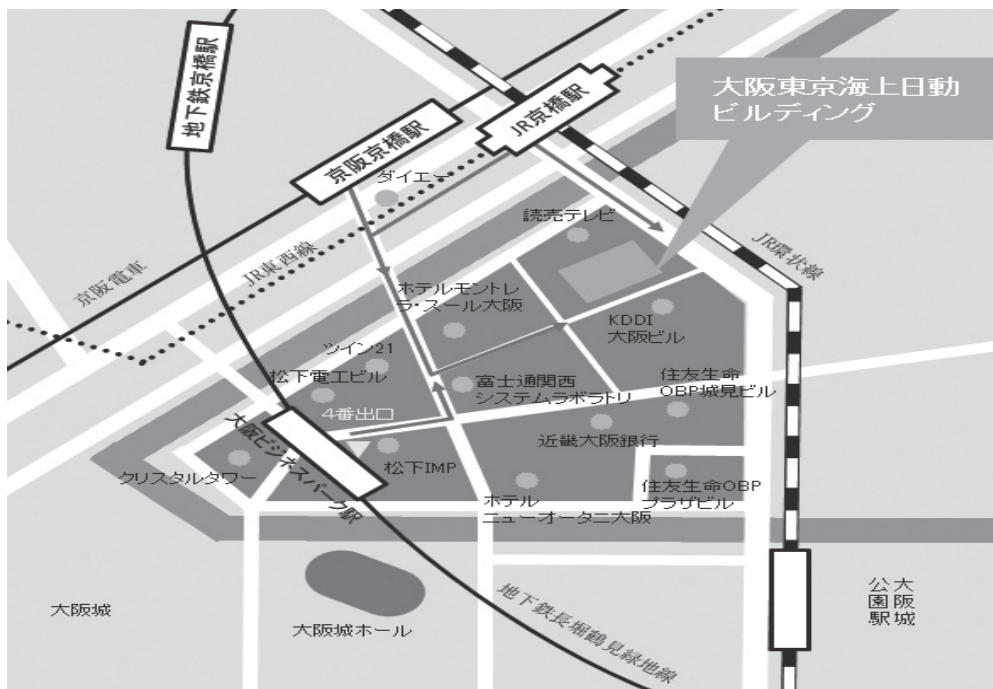 地下鉄京橋駅
京阪京橋駅
JR京橋駅
大阪東京海上日動
ビルディング
ダイエー
読売テレビ
JR環状線
京阪電車
JR東西線
ホテルモントレ
ラ・スール大阪
KDDI
大阪ビル
ツイン21
松下電工ビル
富士通関西
システムラボラトリ
住友生命
OBP城見ビル
4番出口
大阪ビジネスパーク駅
近畿大阪銀行
クリスタルタワー
松下IMP
ホテル
ニューオータニ大阪
住友生命OBP
プラザビル
大阪城
大阪城ホール
地下鉄長堀鶴見緑地線
大阪城
公園駅